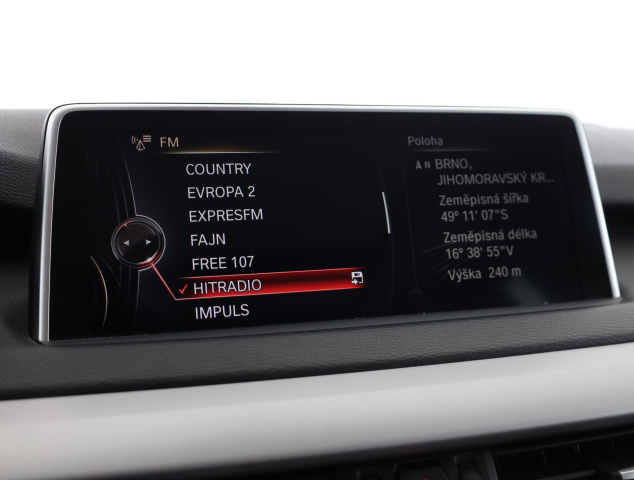 FM
COUNTRY
EVROPA 2
EXPRESFM
FAJN
FREE 107
HITRADIO
IMPULS
Poloha
N BRNO,
JIHOMORAVSKÝ KR...
Zeměpisná šířka
49° 11' 07"S
Zeměpisná délka
16° 38' 55"V
Výška 240 m